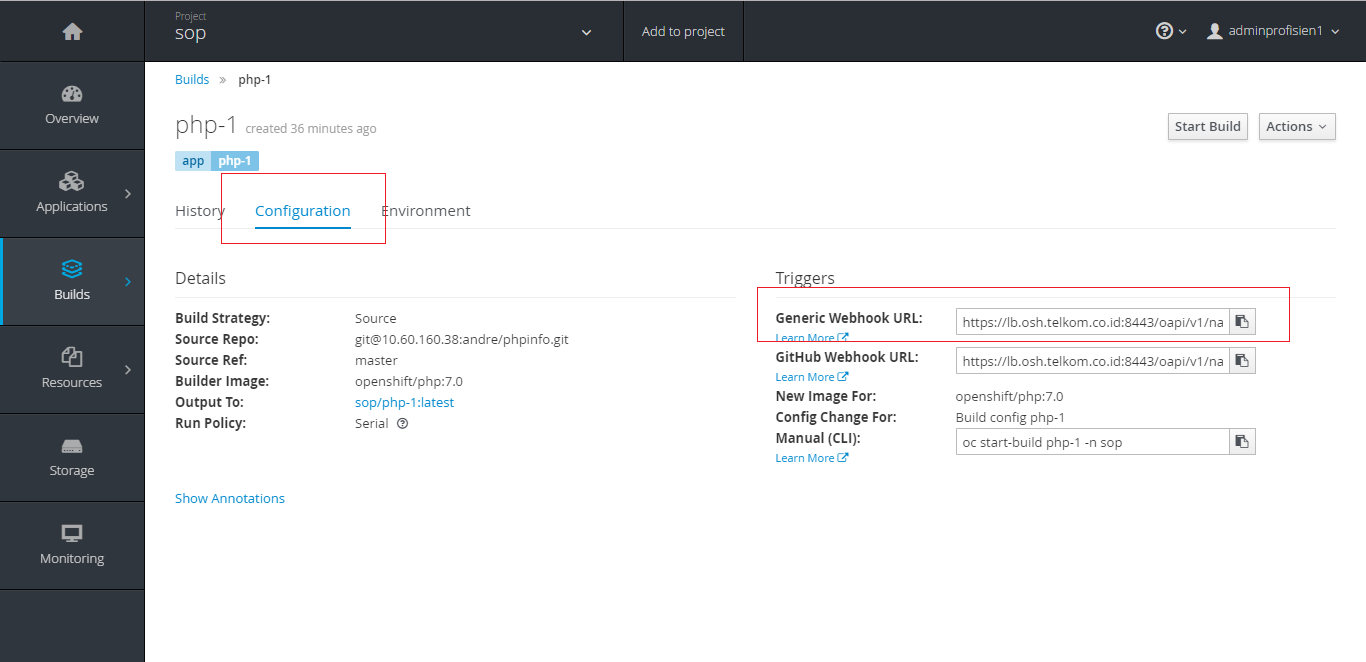 Project
sop
Add to project
adminprofisien1
Overview
Applications
Builds
Resources
Storage
Monitoring
Builds » php-1
php-1 created 36 minutes ago
Start Build
Actions
app php-1
History Configuration Environment
Details
Build Strategy: Source
Source Repo: git@10.60.160.38:andre/phpinfo.git
Source Ref: master
Builder Image: openshift/php:7.0
Output To: sop/php-1:latest
Run Policy: Serial
Show Annotations
Triggers
Generic Webhook URL: https://lb.osh.telkom.co.id:8443/oapi/v1/na
Learn More
GitHub Webhook URL: https://lb.osh.telkom.co.id:8443/oapi/v1/na
Learn More
New Image For: openshift/php:7.0
Config Change For: Build config php-1
Manual (CLI): oc start-build php-1 -n sop
Learn More